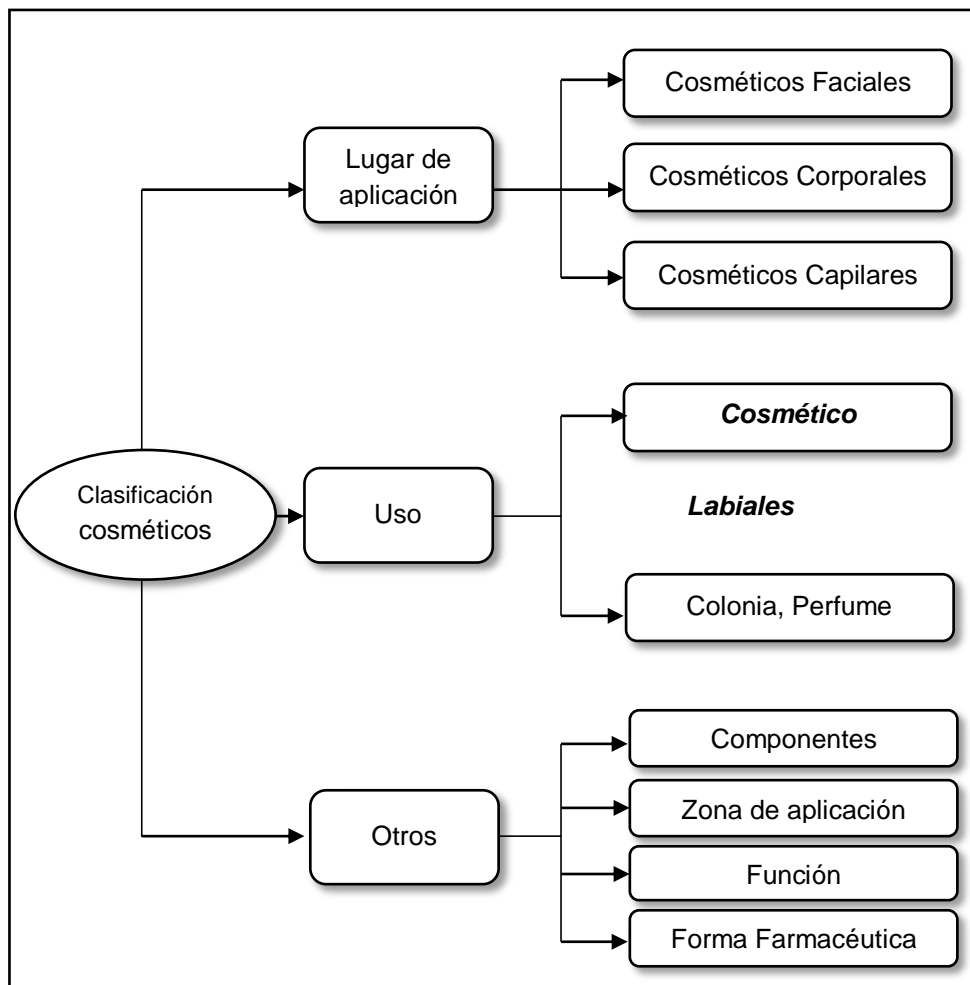 Clasificación
cosméticos
Lugar de
aplicación
Cosméticos Faciales
Cosméticos Corporales
Cosméticos Capilares
Uso
Cosmético
Labiales
Colonia, Perfume
Otros
Componentes
Zona de aplicación
Función
Forma Farmacéutica